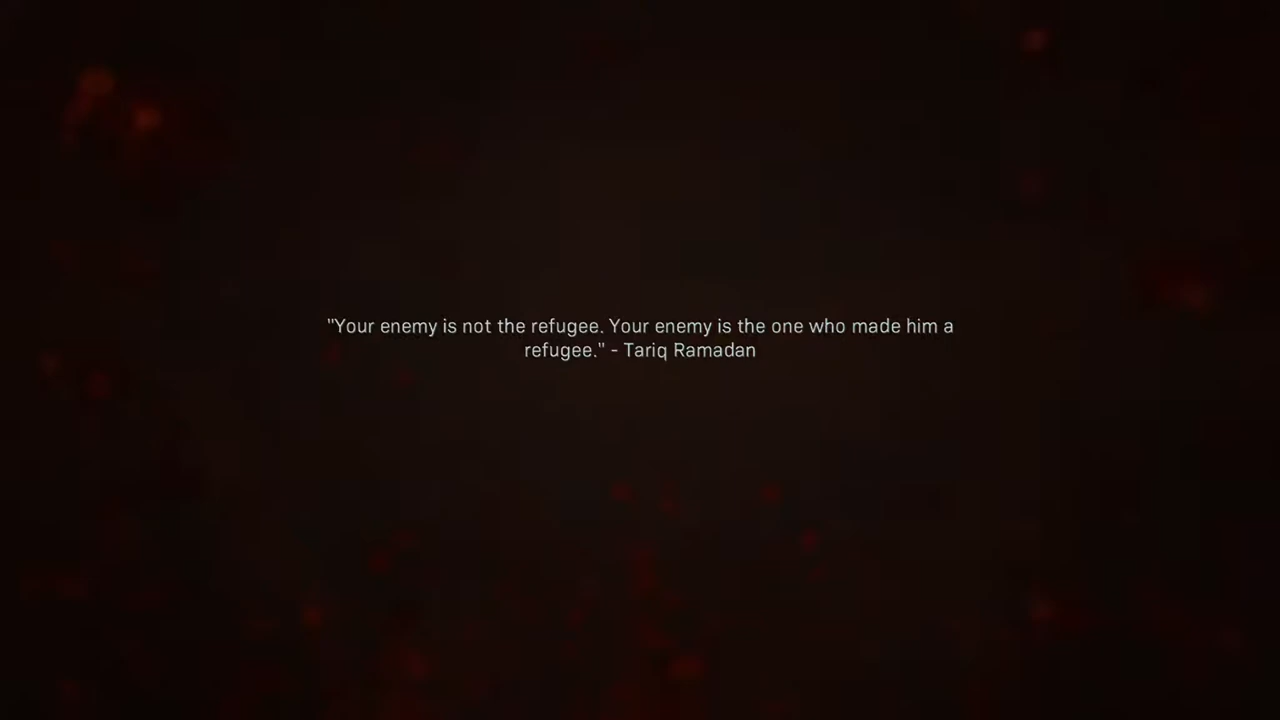 "Your enemy is not the refugee. Your enemy is the one who made him a
refugee." - Tariq Ramadan